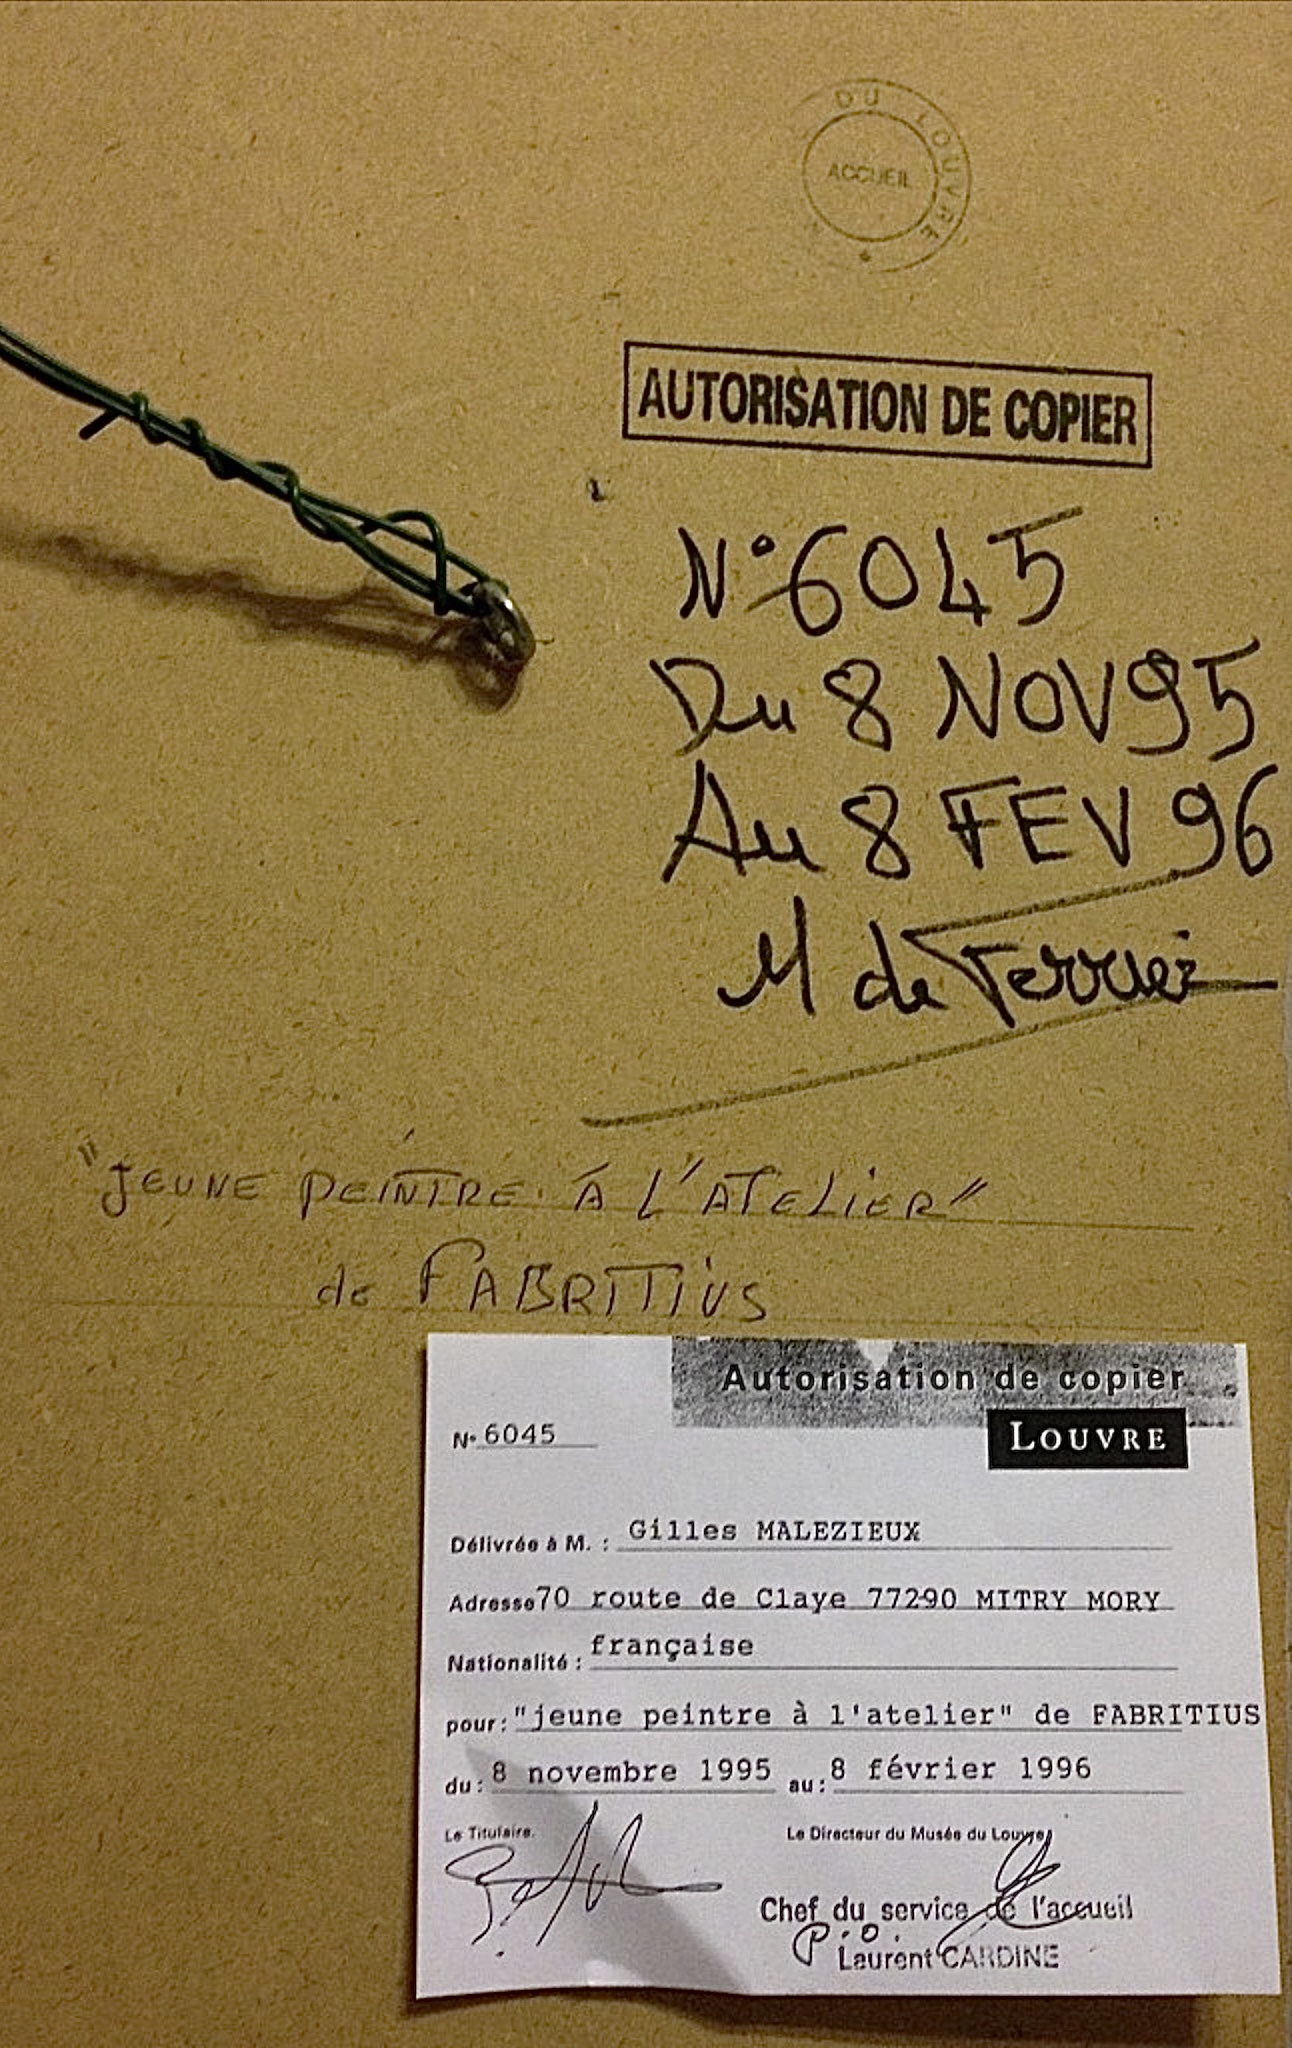 DU LOUVRE
ACCUEIL
AUTORISATION DE COPIER
N° 6045
Du 8 NOV 95
Au 8 FEV 96
M de Ferrier
"JEUNE PEINTRE À L'ATELIER"
de FABRITIUS
Autorisation de copier
LOUVRE
N° 6045
Délivrée à M. : Gilles MALEZIEUX
Adresse 70 route de Claye 77290 MITRY MORY
Nationalité : française
pour : "jeune peintre à l'atelier" de FABRITIUS
du : 8 novembre 1995 au : 8 février 1996
Le Titulaire. Le Directeur du Musée du Louvre,
Chef du service de l'accueil
P.O.
Laurent CARDINE